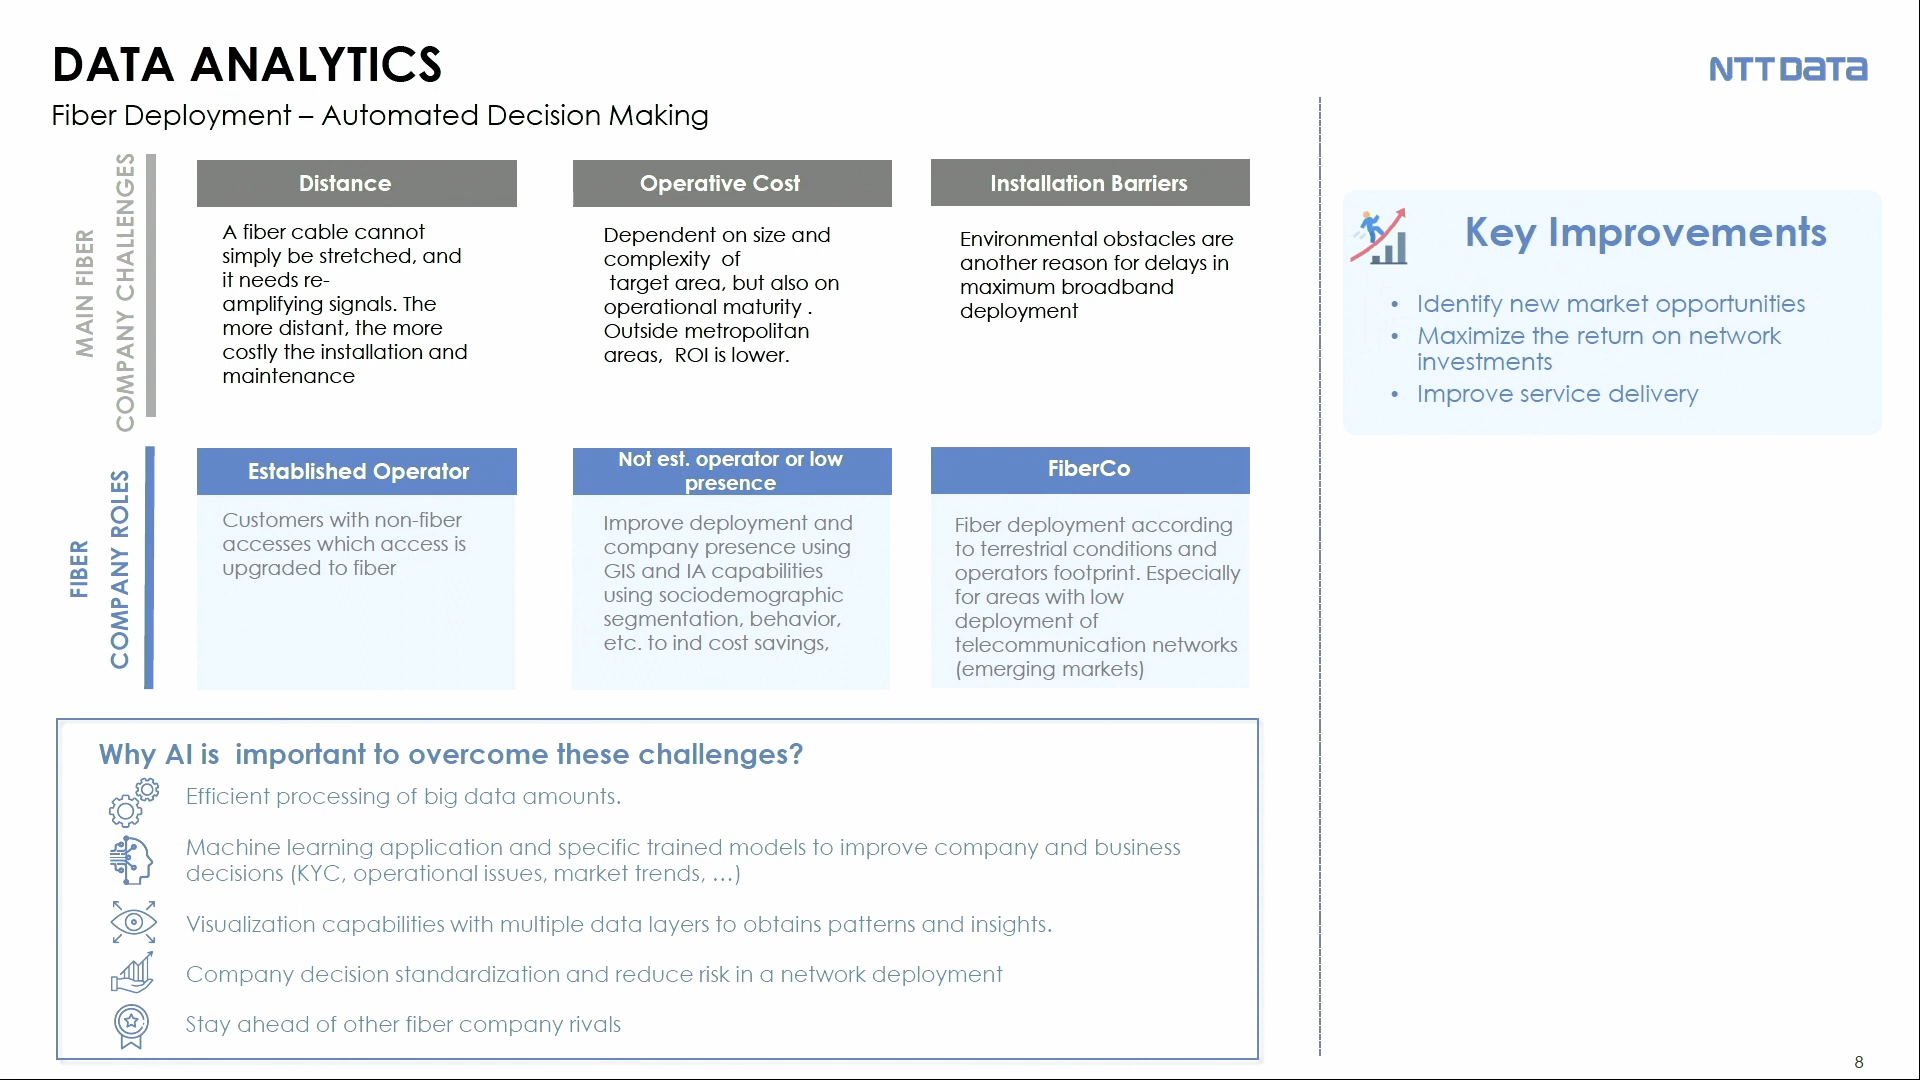 DATA ANALYTICS
NTT DATA
Fiber Deployment – Automated Decision Making
MAIN FIBER
COMPANY CHALLENGES
Distance
A fiber cable cannot
simply be stretched, and
it needs re-
amplifying signals. The
more distant, the more
costly the installation and
maintenance
Operative Cost
Dependent on size and
complexity of
target area, but also on
operational maturity .
Outside metropolitan
areas, ROI is lower.
Installation Barriers
Environmental obstacles are
another reason for delays in
maximum broadband
deployment
FIBER
COMPANY ROLES
Established Operator
Customers with non-fiber
accesses which access is
upgraded to fiber
Not est. operator or low
presence
Improve deployment and
company presence using
GIS and IA capabilities
using sociodemographic
segmentation, behavior,
etc. to ind cost savings,
FiberCo
Fiber deployment according
to terrestrial conditions and
operators footprint. Especially
for areas with low
deployment of
telecommunication networks
(emerging markets)
Why AI is important to overcome these challenges?
Efficient processing of big data amounts.
Machine learning application and specific trained models to improve company and business
decisions (KYC, operational issues, market trends, …)
Visualization capabilities with multiple data layers to obtains patterns and insights.
Company decision standardization and reduce risk in a network deployment
Stay ahead of other fiber company rivals
Key Improvements
• Identify new market opportunities
• Maximize the return on network
investments
• Improve service delivery
8